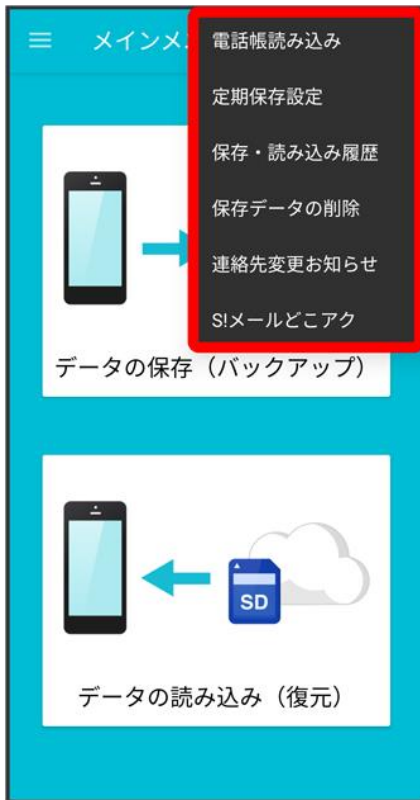 メインメ
電話帳読み込み
定期保存設定
保存・読み込み履歴
保存データの削除
連絡先変更お知らせ
S!メールどこアク
データの保存（バックアップ）
SD
データの読み込み（復元）